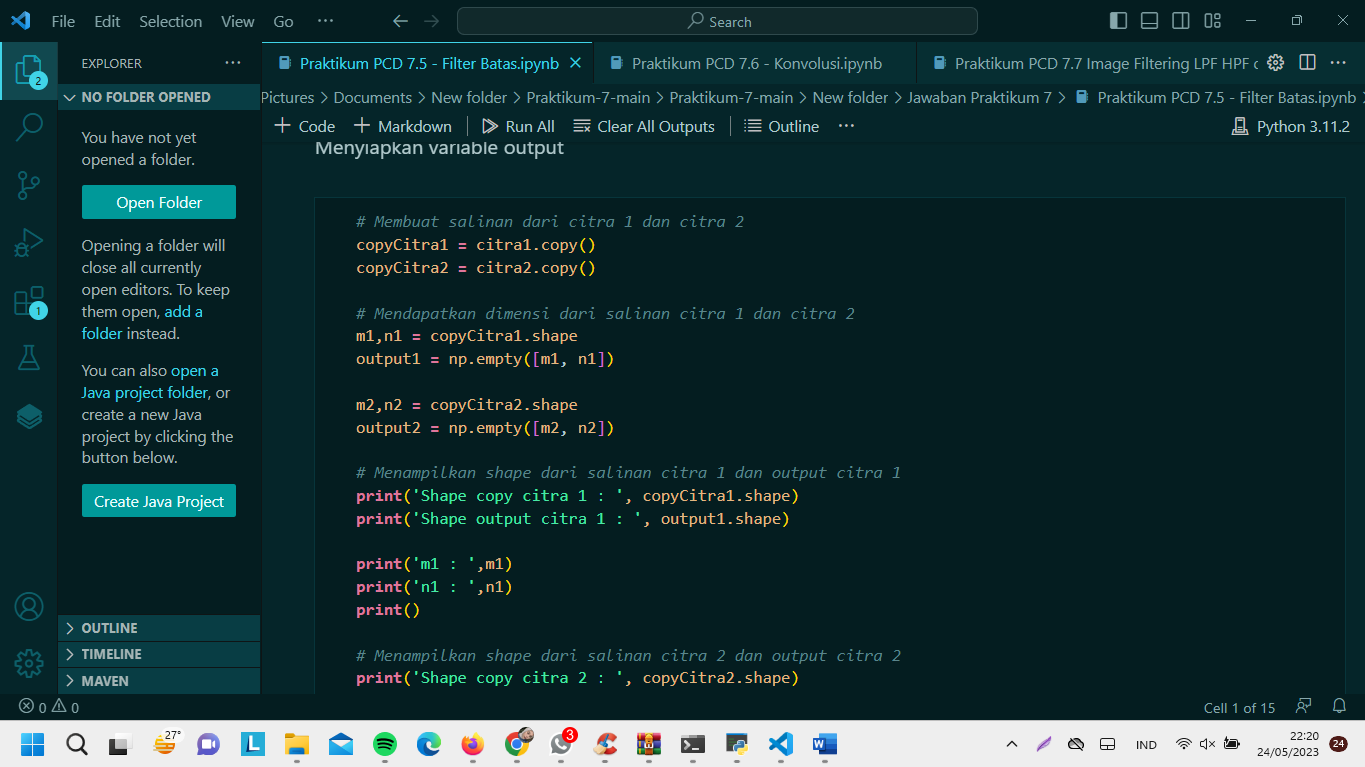 File Edit Selection View Go ··· Search
EXPLORER ···
Praktikum PCD 7.5 - Filter Batas.ipynb
Praktikum PCD 7.6 - Konvolusi.ipynb
Praktikum PCD 7.7 Image Filtering LPF HPF
2
NO FOLDER OPENED
Pictures > Documents > New folder > Praktikum-7-main > Praktikum-7-main > New folder > Jawaban Praktikum 7 > Praktikum PCD 7.5 - Filter Batas.ipynb
+ Code + Markdown Run All Clear All Outputs Outline ··· Python 3.11.2
You have not yet
opened a folder.
Open Folder
Opening a folder will
close all currently
open editors. To keep
them open, add a
folder instead.
1
You can also open a
Java project folder, or
create a new Java
project by clicking the
button below.
Create Java Project
OUTLINE
TIMELINE
MAVEN
Menyiapkan variable output
# Membuat salinan dari citra 1 dan citra 2
copyCitra1 = citra1.copy()
copyCitra2 = citra2.copy()
# Mendapatkan dimensi dari salinan citra 1 dan citra 2
m1,n1 = copyCitra1.shape
output1 = np.empty([m1, n1])
m2,n2 = copyCitra2.shape
output2 = np.empty([m2, n2])
# Menampilkan shape dari salinan citra 1 dan output citra 1
print('Shape copy citra 1 : ', copyCitra1.shape)
print('Shape output citra 1 : ', output1.shape)
print('m1 : ',m1)
print('n1 : ',n1)
print()
# Menampilkan shape dari salinan citra 2 dan output citra 2
print('Shape copy citra 2 : ', copyCitra2.shape)
0 0 Cell 1 of 15
27° L 3 W IND 22:20
24/05/2023 24